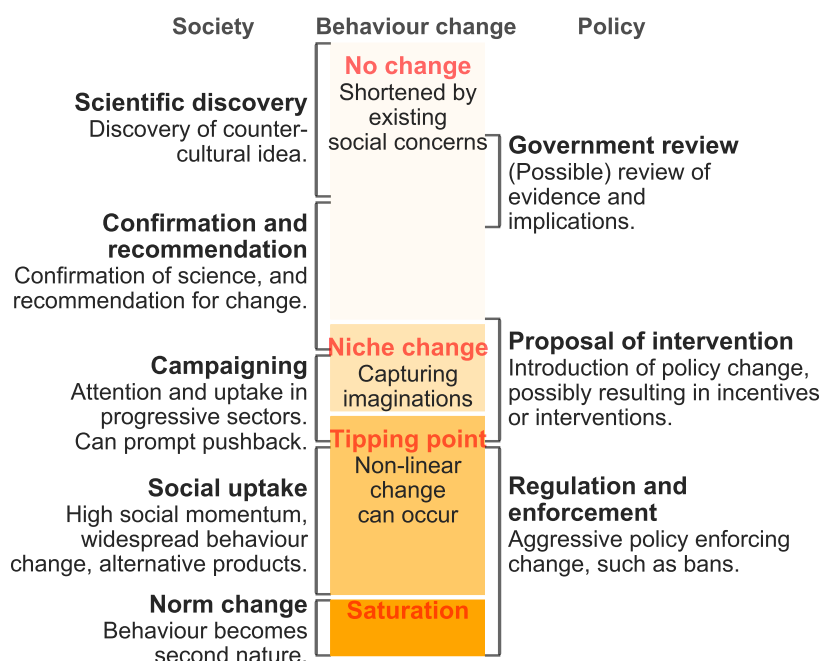 Society
Behaviour change
Policy
Scientific discovery
Discovery of counter-
cultural idea.
Confirmation and
recommendation
Confirmation of science, and
recommendation for change.
Campaigning
Attention and uptake in
progressive sectors.
Can prompt pushback.
Social uptake
High social momentum,
widespread behaviour
change, alternative products.
Norm change
Behaviour becomes
second nature.
No change
Shortened by
existing
social concerns
Niche change
Capturing
imaginations
Tipping point
Non-linear
change
can occur
Saturation
Government review
(Possible) review of
evidence and
implications.
Proposal of intervention
Introduction of policy change,
possibly resulting in incentives
or interventions.
Regulation and
enforcement
Aggressive policy enforcing
change, such as bans.